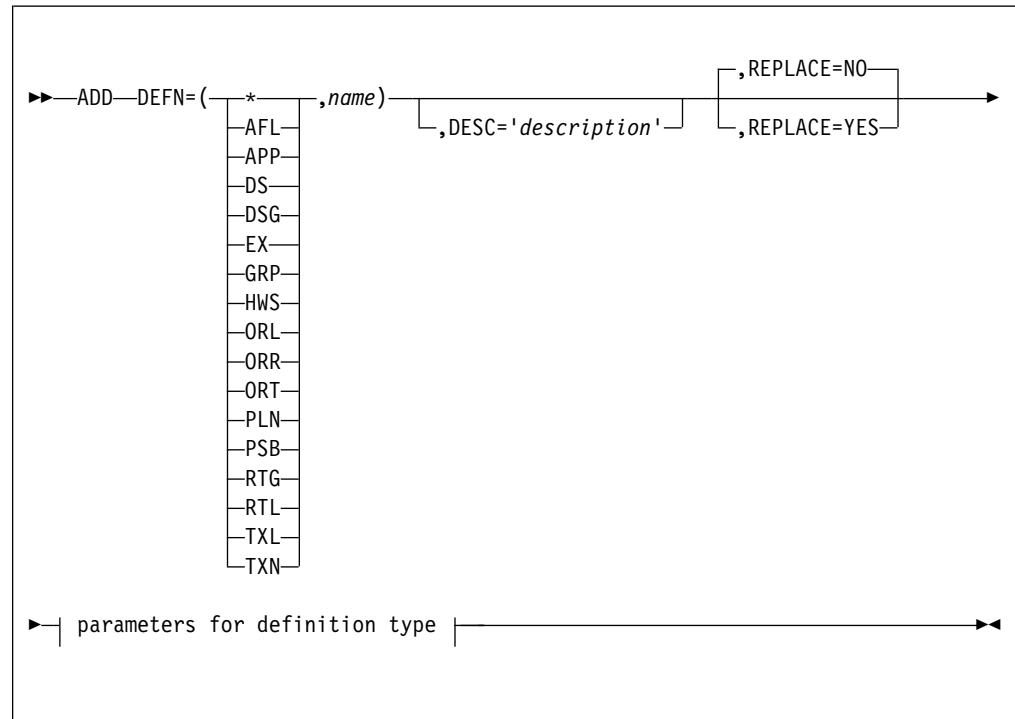 ,REPLACE=NO
ADD DEFN=( * ,name)
,DESC='description'
,REPLACE=YES
AFL
APP
DS
DSG
EX
GRP
HWS
ORL
ORR
ORT
PLN
PSB
RTG
RTL
TXL
TXN
parameters for definition type